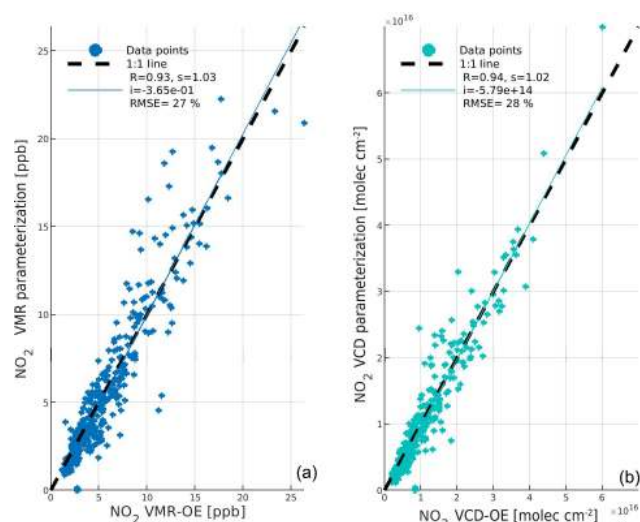 Data points
1:1 line
R=0.93, s=1.03
i=-3.65e-01
RMSE= 27 %
NO2 VMR parameterization [ppb]
25
20
15
10
5
0
0 5 10 15 20 25
NO2 VMR-OE [ppb]
(a)
×10^16
Data points
1:1 line
R=0.94, s=1.02
i=-5.79e+14
RMSE= 28 %
NO2 VCD parameterization [molec cm-2]
6
5
4
3
2
1
0
0 1 2 3 4 5 6
×10^16
NO2 VCD-OE [molec cm-2]
(b)